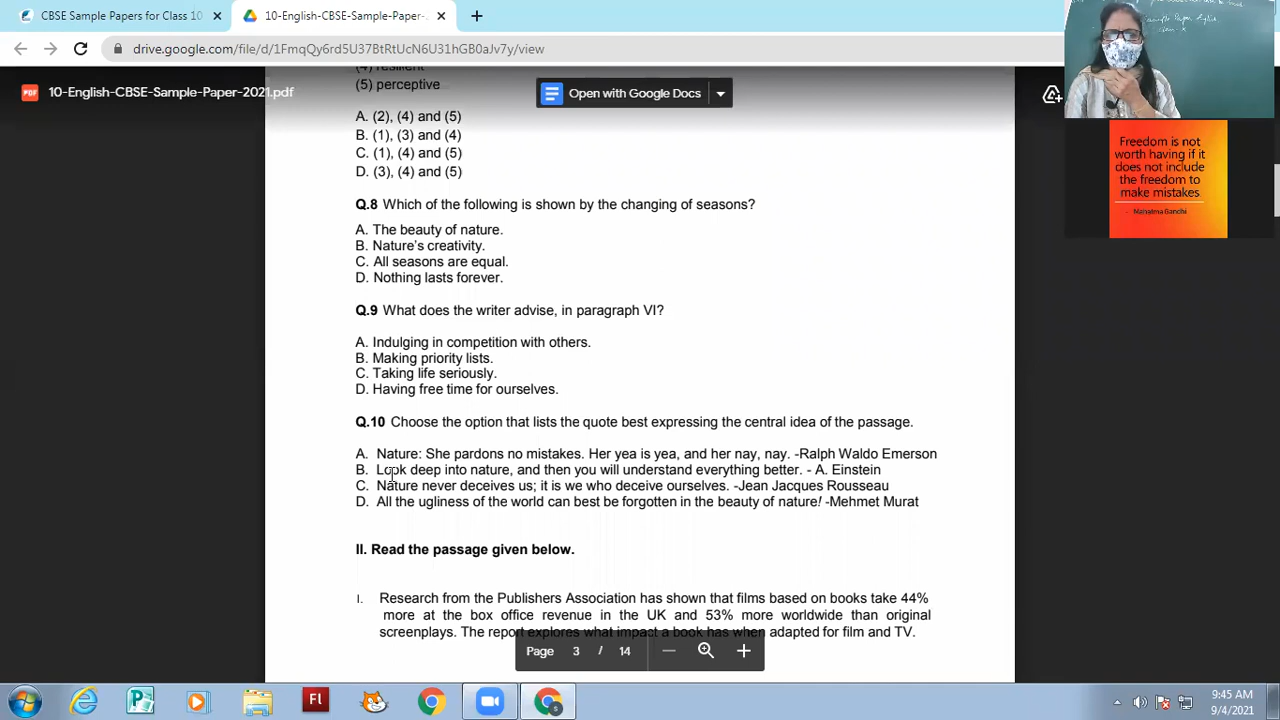 CBSE Sample Papers for Class 10
10-English-CBSE-Sample-Paper-
drive.google.com/file/d/1FmqQy6rd5U37BtRtUcN6U31hGB0aJv7y/view
PDF
10-English-CBSE-Sample-Paper-2021.pdf
Open with Google Docs
(4) resilient
(5) perceptive
A. (2), (4) and (5)
B. (1), (3) and (4)
C. (1), (4) and (5)
D. (3), (4) and (5)
Q.8 Which of the following is shown by the changing of seasons?
A. The beauty of nature.
B. Nature's creativity.
C. All seasons are equal.
D. Nothing lasts forever.
Q.9 What does the writer advise, in paragraph VI?
A. Indulging in competition with others.
B. Making priority lists.
C. Taking life seriously.
D. Having free time for ourselves.
Q.10 Choose the option that lists the quote best expressing the central idea of the passage.
A. Nature: She pardons no mistakes. Her yea is yea, and her nay, nay. -Ralph Waldo Emerson
B. Look deep into nature, and then you will understand everything better. - A. Einstein
C. Nature never deceives us; it is we who deceive ourselves. -Jean Jacques Rousseau
D. All the ugliness of the world can best be forgotten in the beauty of nature! -Mehmet Murat
II. Read the passage given below.
I. Research from the Publishers Association has shown that films based on books take 44%
more at the box office revenue in the UK and 53% more worldwide than original
screenplays. The report explores what impact a book has when adapted for film and TV.
Page 3 / 14
Sample Paper English
Freedom is not
worth having if it
does not include
the freedom to
make mistakes
- Mahatma Gandhi
Fl
9:45 AM
9/4/2021